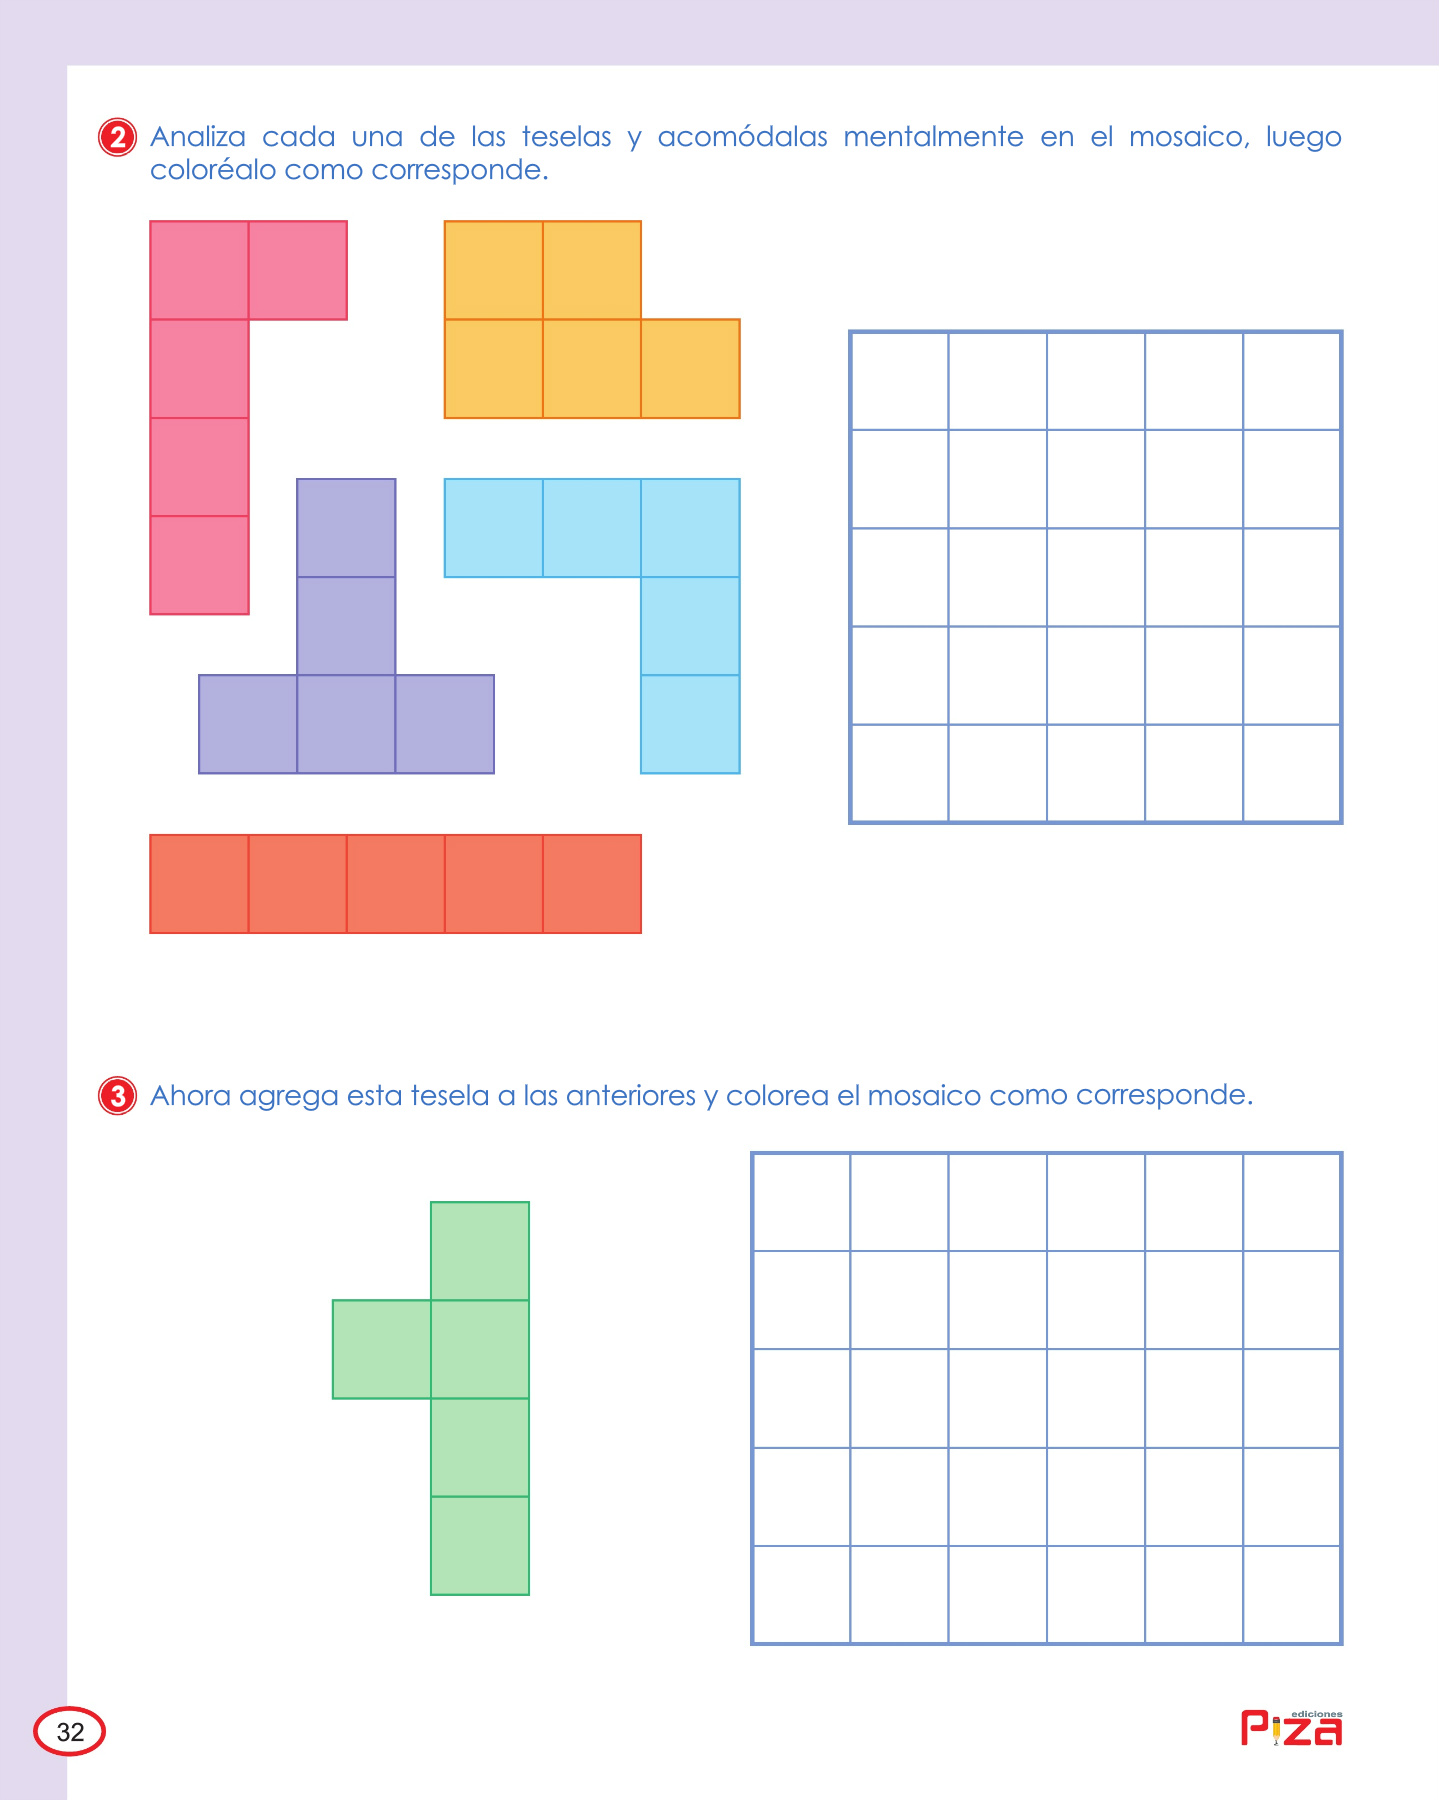 2 Analiza cada una de las teselas y acomódalas mentalmente en el mosaico, luego
coloréalo como corresponde.
3 Ahora agrega esta tesela a las anteriores y colorea el mosaico como corresponde.
32
ediciones
Piza